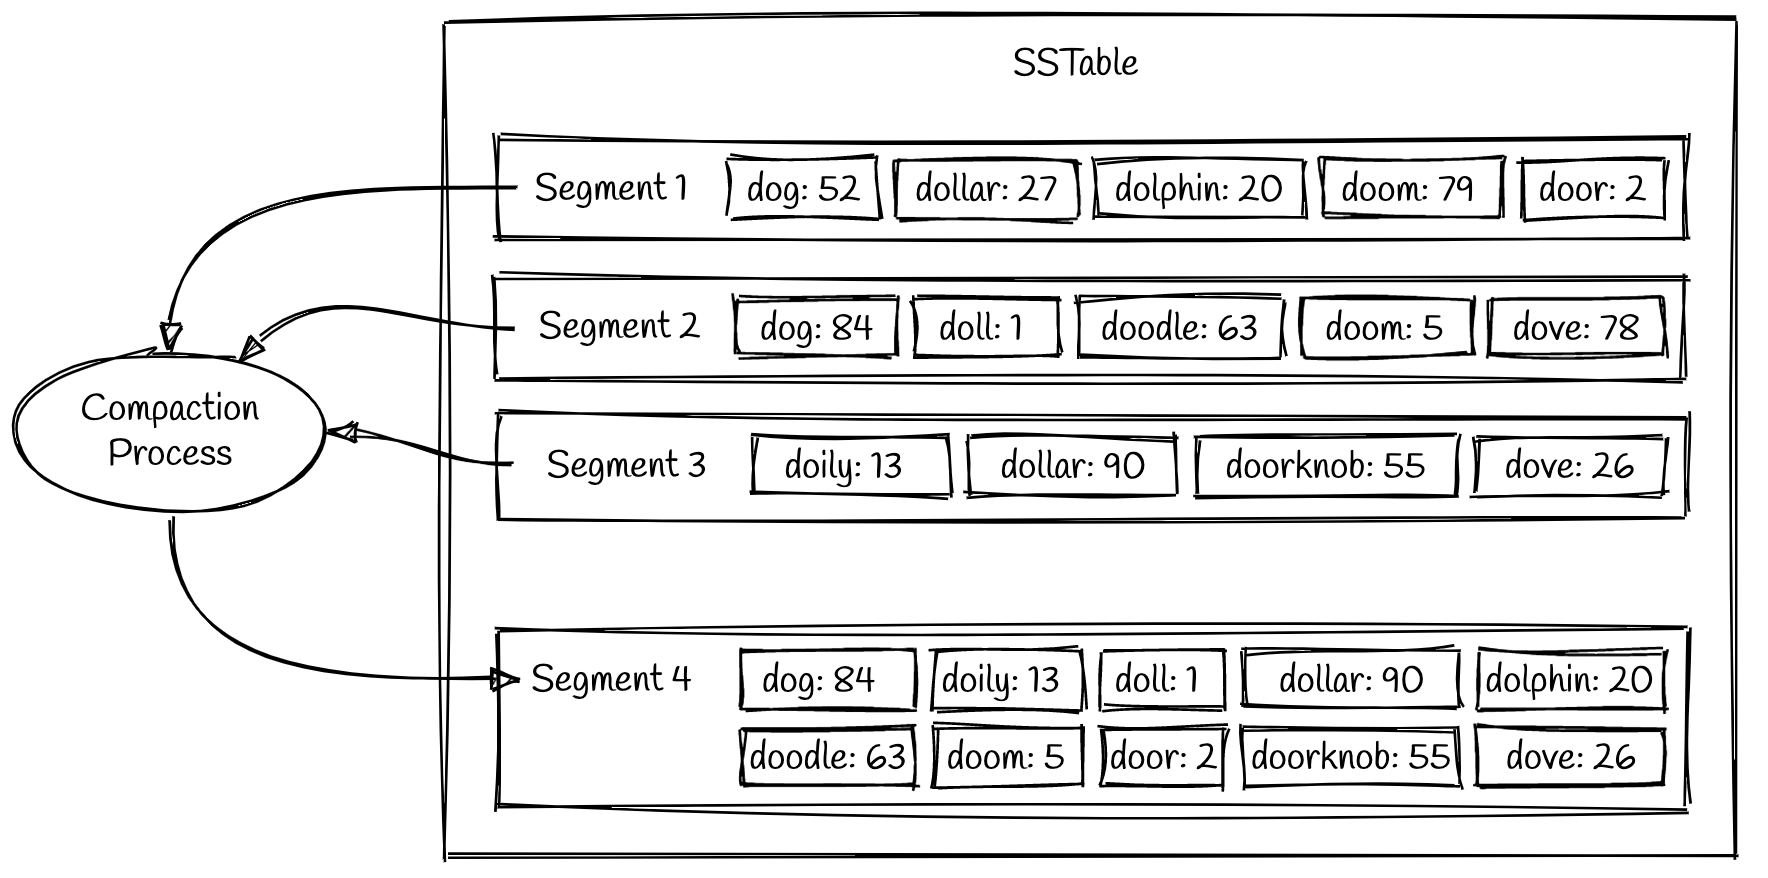 SSTable
Segment 1 dog: 52 dollar: 27 dolphin: 20 doom: 79 door: 2
Segment 2 dog: 84 doll: 1 doodle: 63 doom: 5 dove: 78
Compaction
Process
Segment 3 doily: 13 dollar: 90 doorknob: 55 dove: 26
Segment 4 dog: 84 doily: 13 doll: 1 dollar: 90 dolphin: 20
doodle: 63 doom: 5 door: 2 doorknob: 55 dove: 26